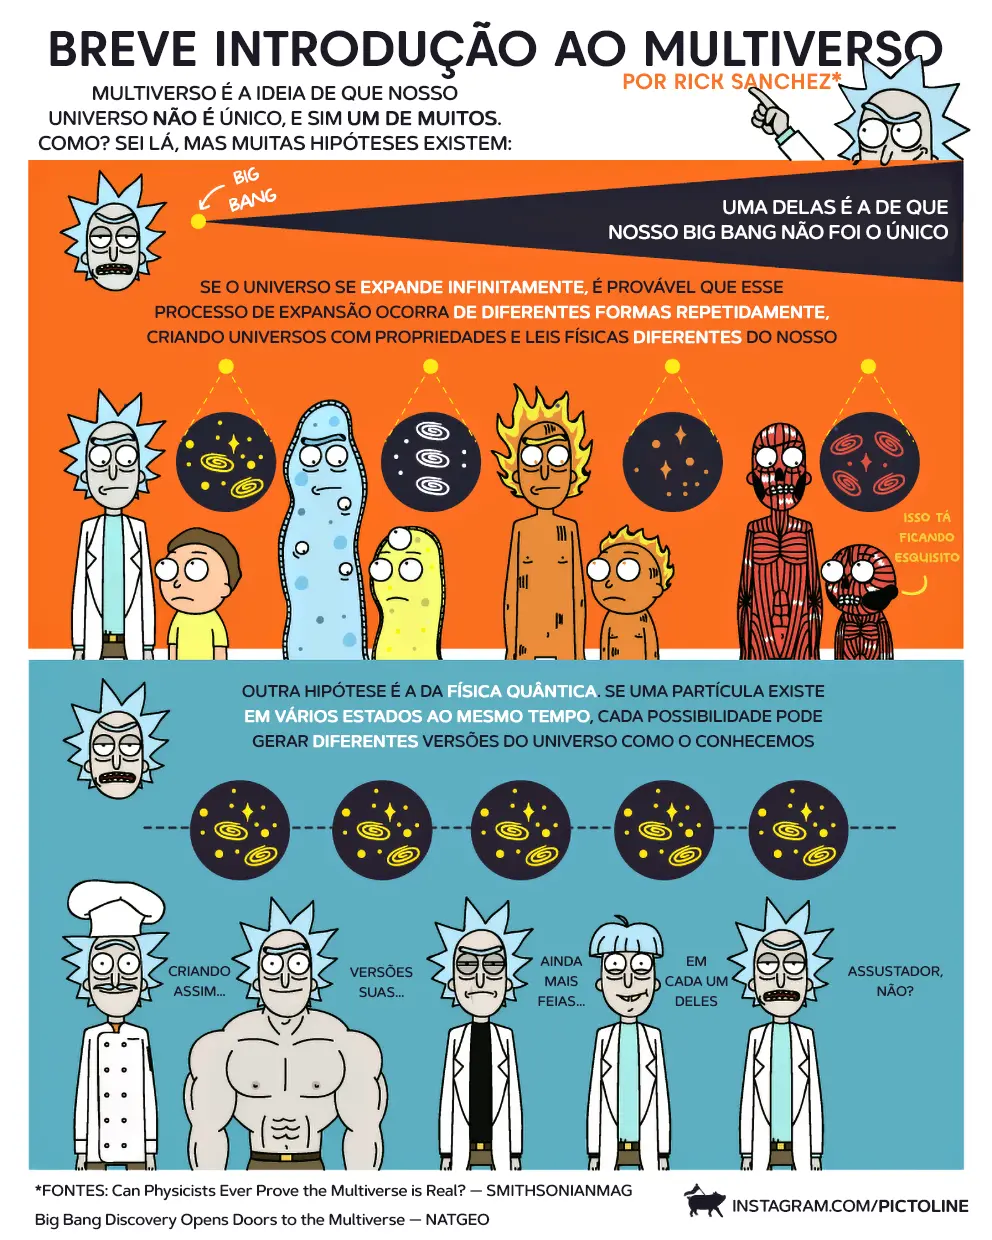 BREVE INTRODUÇÃO AO MULTIVERSO
POR RICK SANCHEZ*
MULTIVERSO É A IDEIA DE QUE NOSSO
UNIVERSO NÃO É ÚNICO, E SIM UM DE MUITOS.
COMO? SEI LÁ, MAS MUITAS HIPÓTESES EXISTEM:
BIG
BANG
UMA DELAS É A DE QUE
NOSSO BIG BANG NÃO FOI O ÚNICO
SE O UNIVERSO SE EXPANDE INFINITAMENTE, É PROVÁVEL QUE ESSE
PROCESSO DE EXPANSÃO OCORRA DE DIFERENTES FORMAS REPETIDAMENTE,
CRIANDO UNIVERSOS COM PROPRIEDADES E LEIS FÍSICAS DIFERENTES DO NOSSO
ISSO TÁ
FICANDO
ESQUISITO
OUTRA HIPÓTESE É A DA FÍSICA QUÂNTICA. SE UMA PARTÍCULA EXISTE
EM VÁRIOS ESTADOS AO MESMO TEMPO, CADA POSSIBILIDADE PODE
GERAR DIFERENTES VERSÕES DO UNIVERSO COMO O CONHECEMOS
CRIANDO
ASSIM...
VERSÕES
SUAS...
AINDA
MAIS
FEIAS...
EM
CADA UM
DELES
ASSUSTADOR,
NÃO?
*FONTES: Can Physicists Ever Prove the Multiverse is Real? — SMITHSONIANMAG
Big Bang Discovery Opens Doors to the Multiverse — NATGEO
INSTAGRAM.COM/PICTOLINE